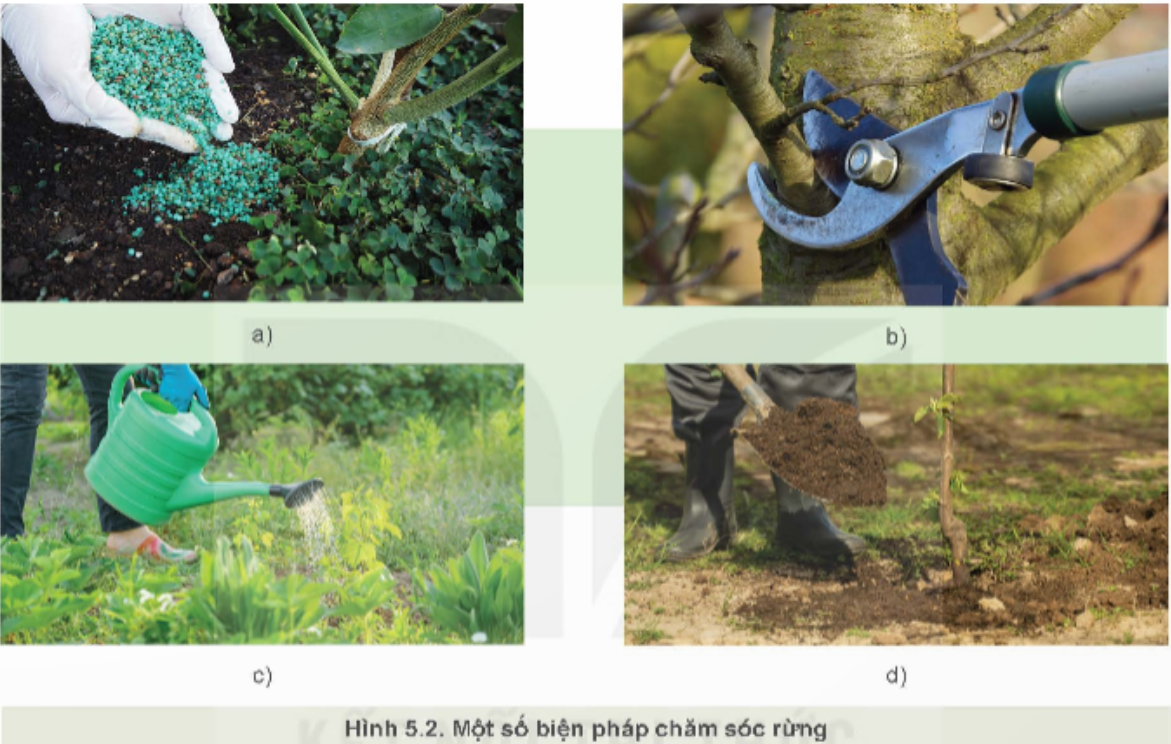 a)
b)
c)
d)
Hình 5.2. Một số biện pháp chăm sóc rừng